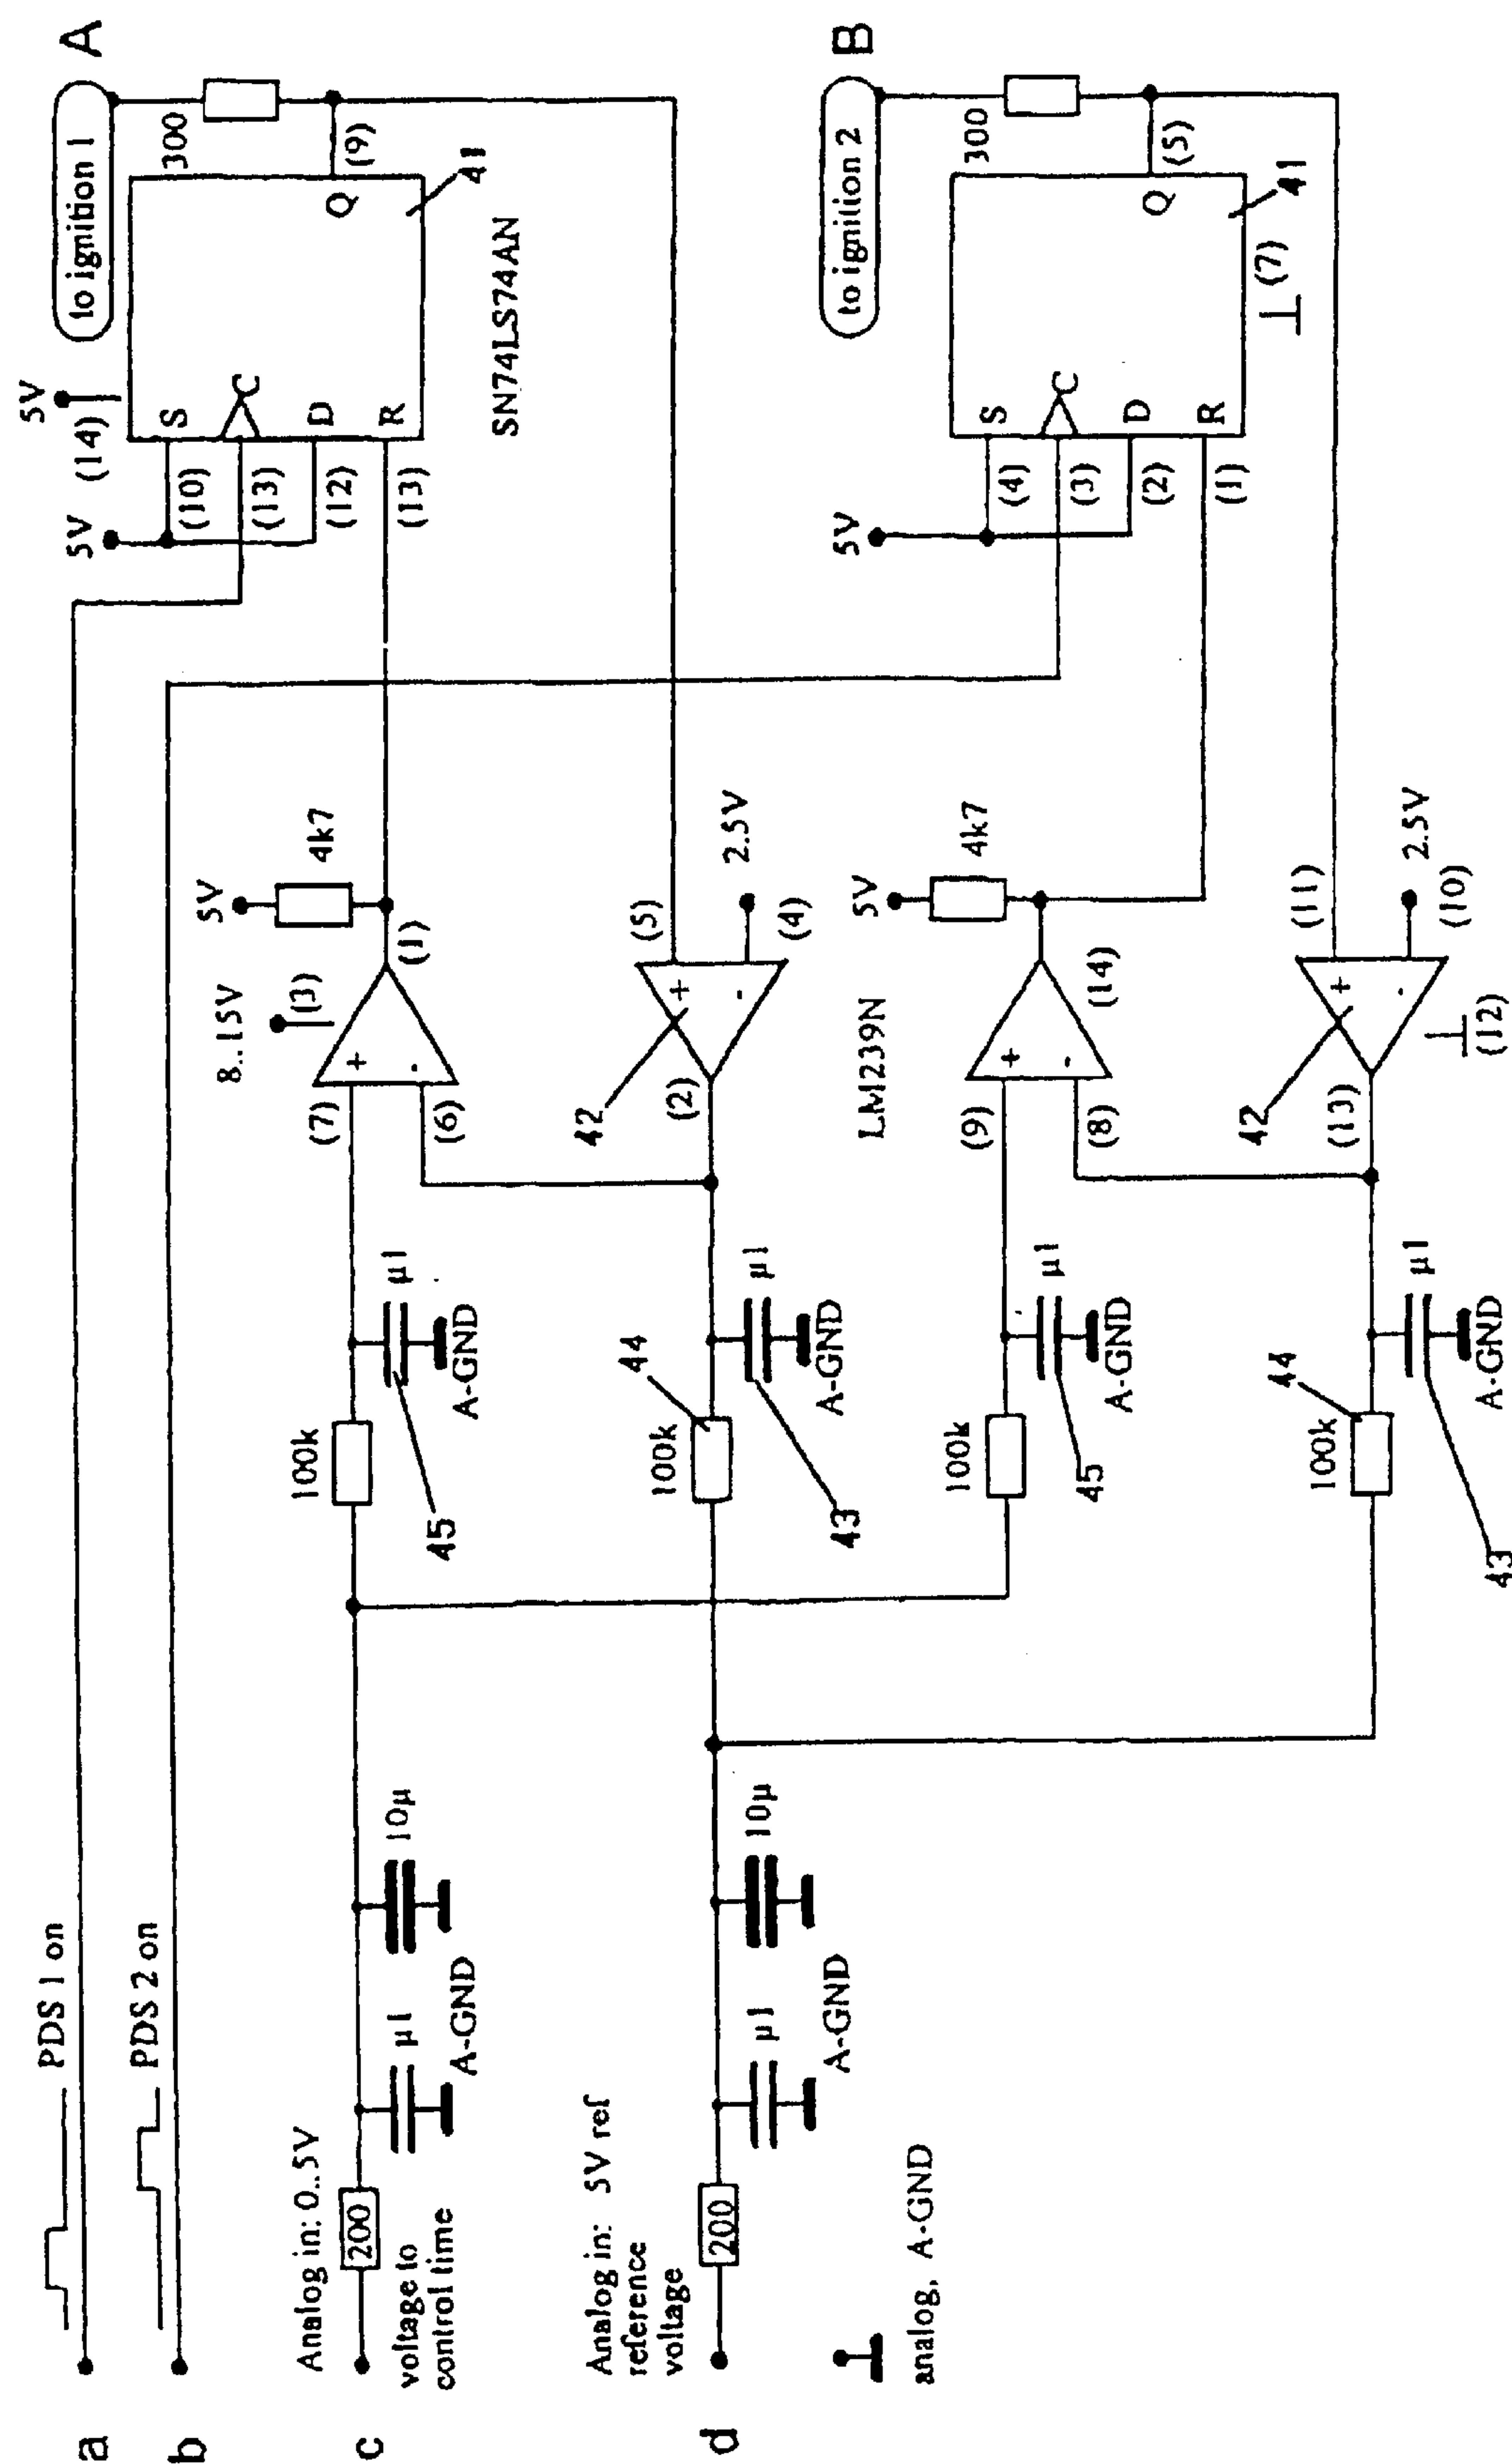 a
PDS 1 on
b
PDS 2 on
c
Analog in: 0..5V
voltage to
control time
200
µ1
10µ
A-GND
d
Analog in: 5V ref
reference
voltage
200
µ1
10µ
A-GND
analog, A-GND
100k
45
µ1
A-GND
(7)
(6)
+
-
8..15V
(3)
(1)
5V
4k7
100k
44
43
µ1
A-GND
(2)
42
+
-
(5)
(4)
2.5V
100k
45
µ1
A-GND
(9)
(8)
+
-
LM239N
(14)
5V
4k7
100k
44
43
µ1
A-GND
(13)
42
+
-
(12)
(11)
(10)
2.5V
5V
5V
(14)
(10)
(13)
(12)
(13)
S
C
D
R
Q
(9)
41
SN74LS74AN
300
to ignition 1
A
5V
(4)
(3)
(2)
(1)
S
C
D
R
Q
(5)
41
(7)
300
to ignition 2
B